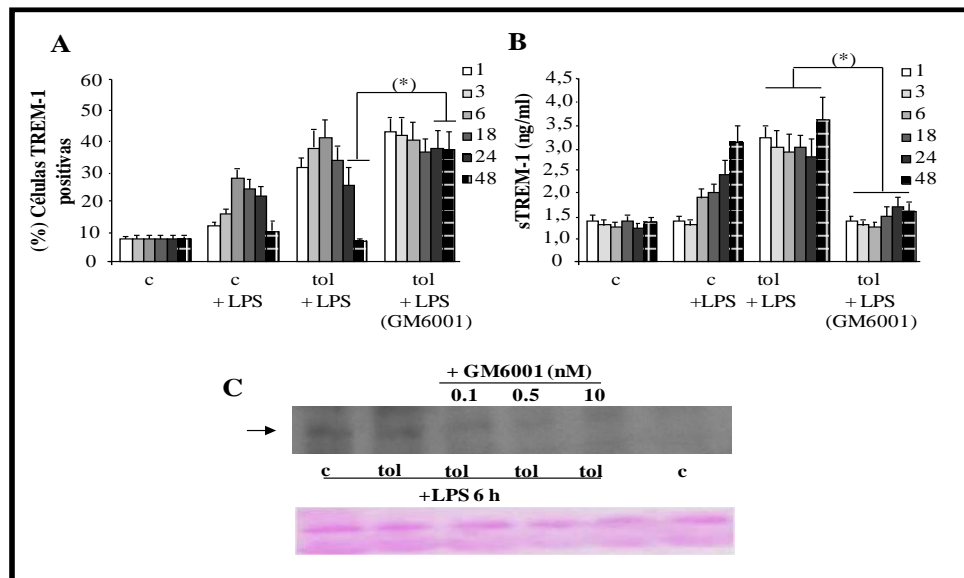 A
(%) Células TREM-1
positivas
60
50
40
30
20
10
0
c
c
+ LPS
tol
+ LPS
tol
+ LPS
(GM6001)
(*)
1
3
6
18
24
48
B
sTREM-1 (ng/ml)
4,5
4,5
3,5
3,0
2,5
2,0
1,5
1,0
0
c
c
+LPS
tol
+ LPS
tol
+ LPS
(GM6001)
(*)
1
3
6
18
24
48
C
+ GM6001 (nM)
0.1 0.5 10
c tol tol tol tol c
+LPS 6 h